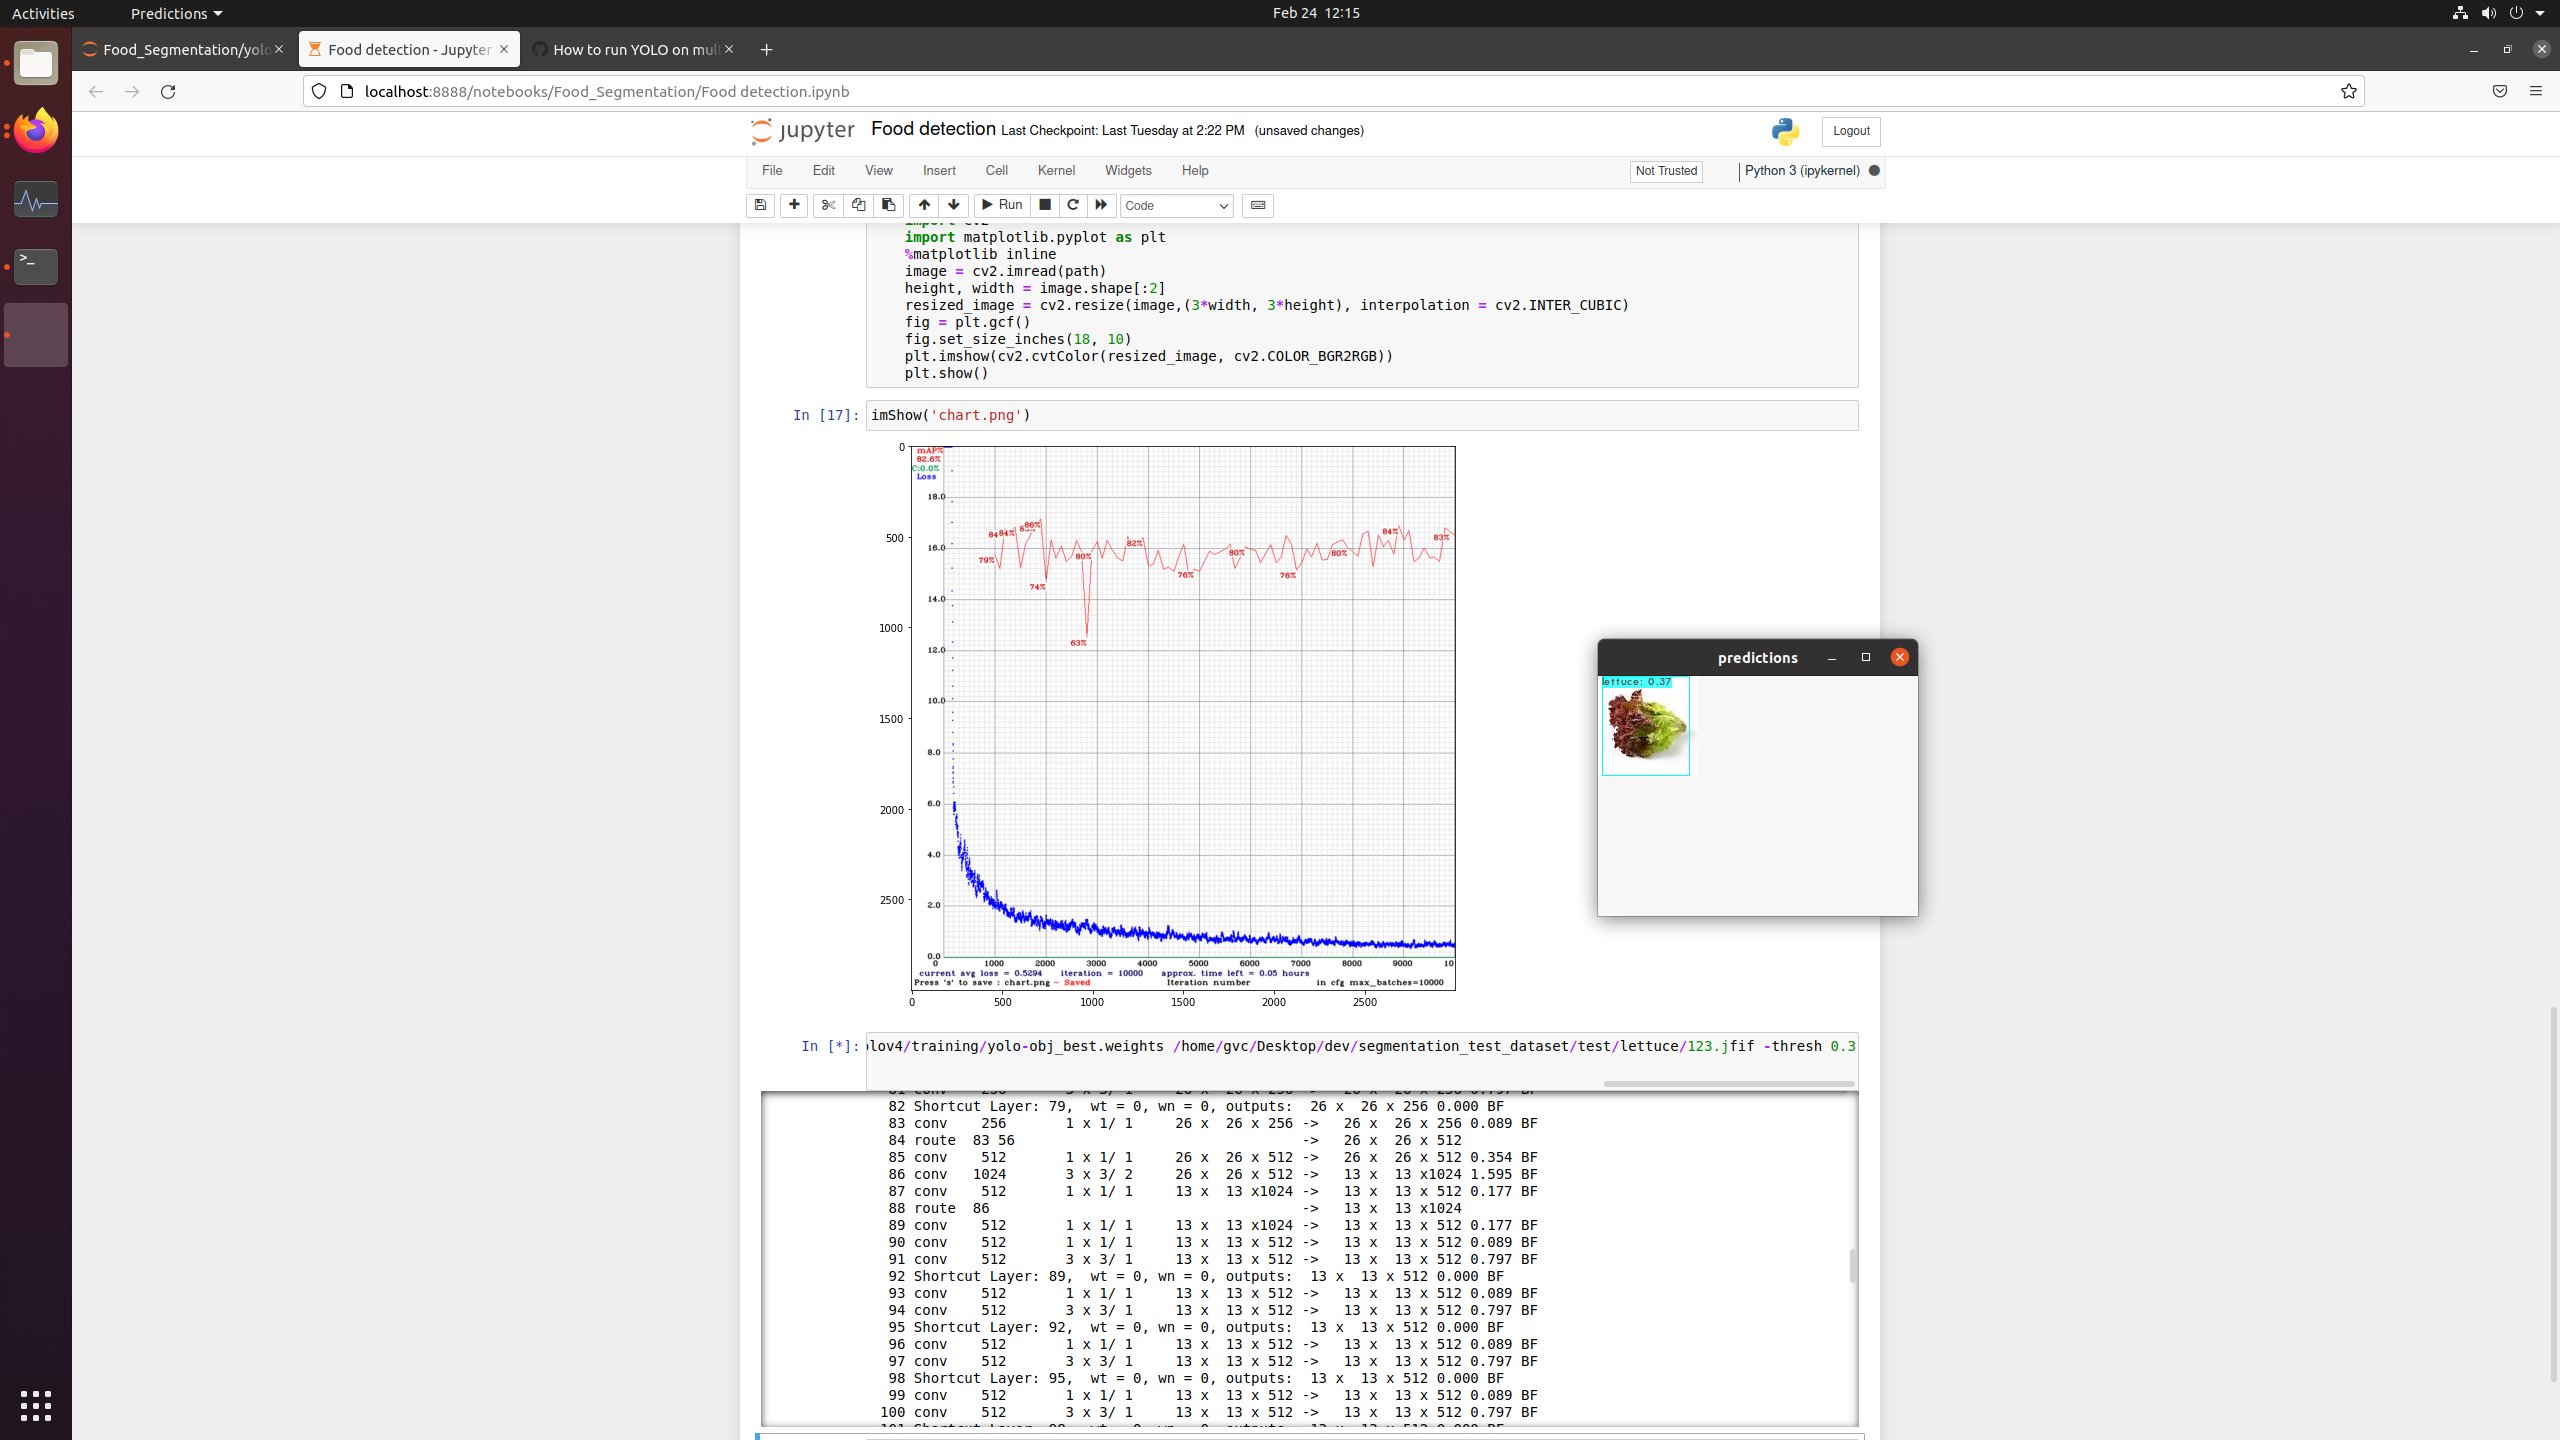 Activities
Predictions
Feb 24 12:15
Food_Segmentation/yolo
Food detection - Jupyter
How to run YOLO on mult
localhost:8888/notebooks/Food_Segmentation/Food detection.ipynb
jupyter Food detection Last Checkpoint: Last Tuesday at 2:22 PM (unsaved changes)
Logout
File Edit View Insert Cell Kernel Widgets Help
Not Trusted
Python 3 (ipykernel)
Run
Code
import cv2
import matplotlib.pyplot as plt
%matplotlib inline
image = cv2.imread(path)
height, width = image.shape[:2]
resized_image = cv2.resize(image,(3*width, 3*height), interpolation = cv2.INTER_CUBIC)
fig = plt.gcf()
fig.set_size_inches(18, 10)
plt.imshow(cv2.cvtColor(resized_image, cv2.COLOR_BGR2RGB))
plt.show()
In [17]: imShow('chart.png')
0
500
1000
1500
2000
2500
mAP%
82.6%
C:0.0%
Loss
18.0
16.0
14.0
12.0
10.0
8.0
6.0
4.0
2.0
0.0
79% 84 84% 86% 74% 80% 63% 82% 76% 80% 76% 80% 84% 83%
0 1000 2000 3000 4000 5000 6000 7000 8000 9000 10
current avg loss = 0.5294 iteration = 10000 approx. time left = 0.05 hours
Press 's' to save : chart.png - Saved Iteration number in cfg max_batches=10000
0 500 1000 1500 2000 2500
predictions
lettuce: 0.37
In [*]: olov4/training/yolo-obj_best.weights /home/gvc/Desktop/dev/segmentation_test_dataset/test/lettuce/123.jfif -thresh 0.3
82 Shortcut Layer: 79, wt = 0, wn = 0, outputs: 26 x 26 x 256 0.000 BF
83 conv 256 1 x 1/ 1 26 x 26 x 256 -> 26 x 26 x 256 0.089 BF
84 route 83 56 -> 26 x 26 x 512
85 conv 512 1 x 1/ 1 26 x 26 x 512 -> 26 x 26 x 512 0.354 BF
86 conv 1024 3 x 3/ 2 26 x 26 x 512 -> 13 x 13 x1024 1.595 BF
87 conv 512 1 x 1/ 1 13 x 13 x1024 -> 13 x 13 x 512 0.177 BF
88 route 86 -> 13 x 13 x1024
89 conv 512 1 x 1/ 1 13 x 13 x1024 -> 13 x 13 x 512 0.177 BF
90 conv 512 1 x 1/ 1 13 x 13 x 512 -> 13 x 13 x 512 0.089 BF
91 conv 512 3 x 3/ 1 13 x 13 x 512 -> 13 x 13 x 512 0.797 BF
92 Shortcut Layer: 89, wt = 0, wn = 0, outputs: 13 x 13 x 512 0.000 BF
93 conv 512 1 x 1/ 1 13 x 13 x 512 -> 13 x 13 x 512 0.089 BF
94 conv 512 3 x 3/ 1 13 x 13 x 512 -> 13 x 13 x 512 0.797 BF
95 Shortcut Layer: 92, wt = 0, wn = 0, outputs: 13 x 13 x 512 0.000 BF
96 conv 512 1 x 1/ 1 13 x 13 x 512 -> 13 x 13 x 512 0.089 BF
97 conv 512 3 x 3/ 1 13 x 13 x 512 -> 13 x 13 x 512 0.797 BF
98 Shortcut Layer: 95, wt = 0, wn = 0, outputs: 13 x 13 x 512 0.000 BF
99 conv 512 1 x 1/ 1 13 x 13 x 512 -> 13 x 13 x 512 0.089 BF
100 conv 512 3 x 3/ 1 13 x 13 x 512 -> 13 x 13 x 512 0.797 BF